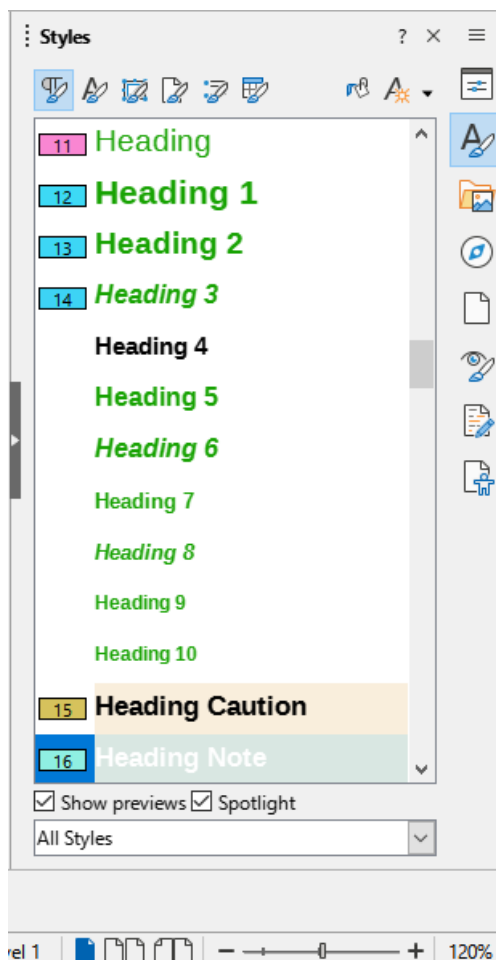 Styles ?
11 Heading
12 Heading 1
13 Heading 2
14 Heading 3
Heading 4
Heading 5
Heading 6
Heading 7
Heading 8
Heading 9
Heading 10
15 Heading Caution
16 Heading Note
Show previews Spotlight
All Styles
1 120%